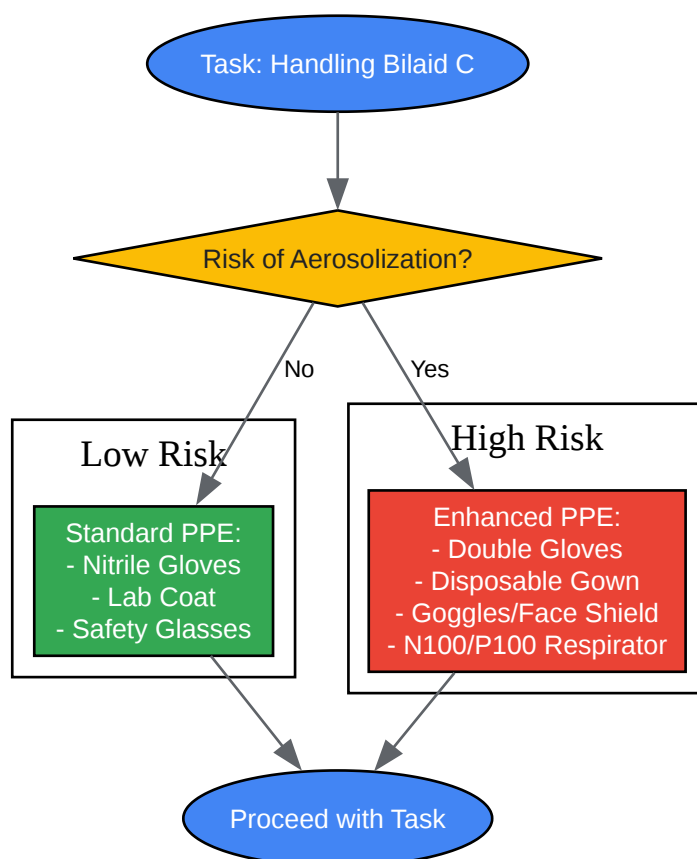 Task: Handling Bilaid C
Risk of Aerosolization?
No
Yes
Low Risk
Standard PPE:
- Nitrile Gloves
- Lab Coat
- Safety Glasses
High Risk
Enhanced PPE:
- Double Gloves
- Disposable Gown
- Goggles/Face Shield
- N100/P100 Respirator
Proceed with Task